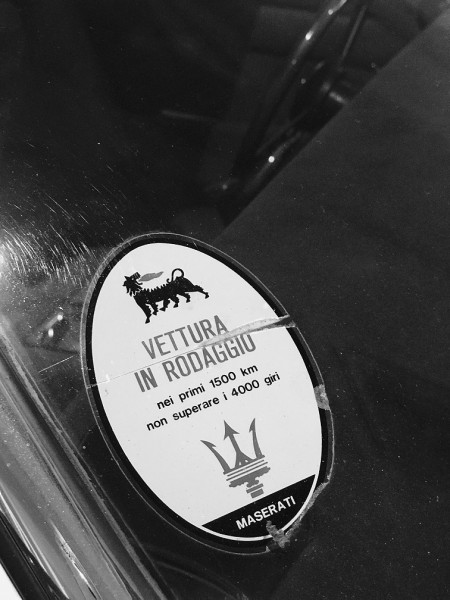 VETTURA
IN RODAGGIO
nei primi 1500 km
non superare i 4000 giri
MASERATI